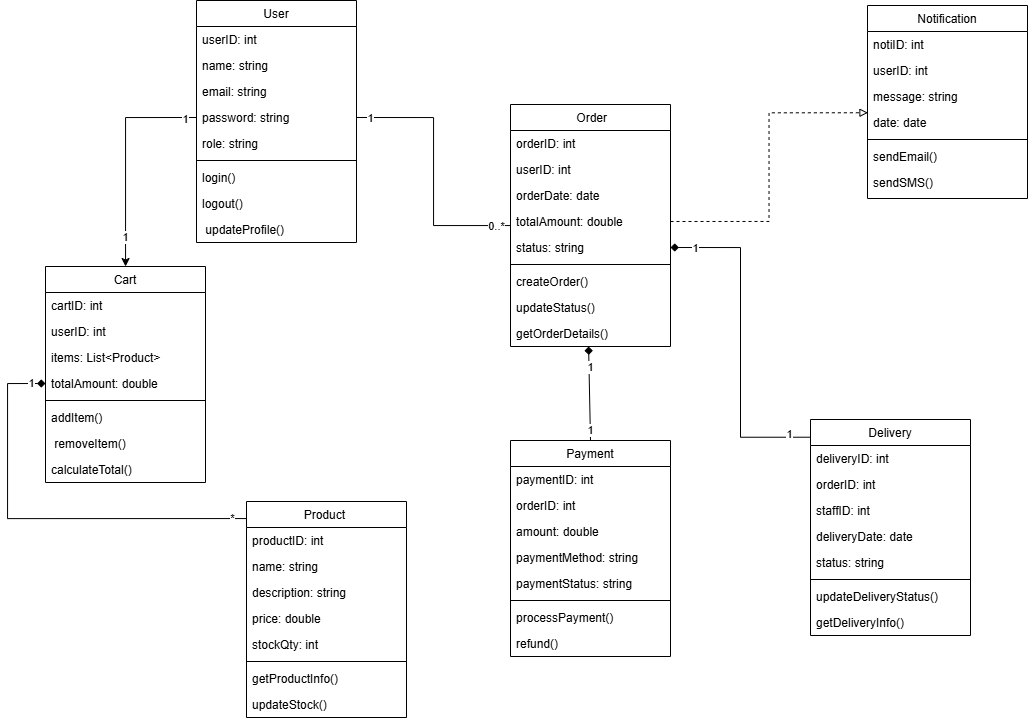 User
userID: int
name: string
email: string
password: string
role: string
login()
logout()
updateProfile()
1
1
1
0..*
Notification
notiID: int
userID: int
message: string
date: date
sendEmail()
sendSMS()
Order
orderID: int
userID: int
orderDate: date
totalAmount: double
status: string
createOrder()
updateStatus()
getOrderDetails()
1
1
1
1
Cart
cartID: int
userID: int
items: List<Product>
totalAmount: double
addItem()
removeItem()
calculateTotal()
1
*
Product
productID: int
name: string
description: string
price: double
stockQty: int
getProductInfo()
updateStock()
Payment
paymentID: int
orderID: int
amount: double
paymentMethod: string
paymentStatus: string
processPayment()
refund()
Delivery
deliveryID: int
orderID: int
staffID: int
deliveryDate: date
status: string
updateDeliveryStatus()
getDeliveryInfo()